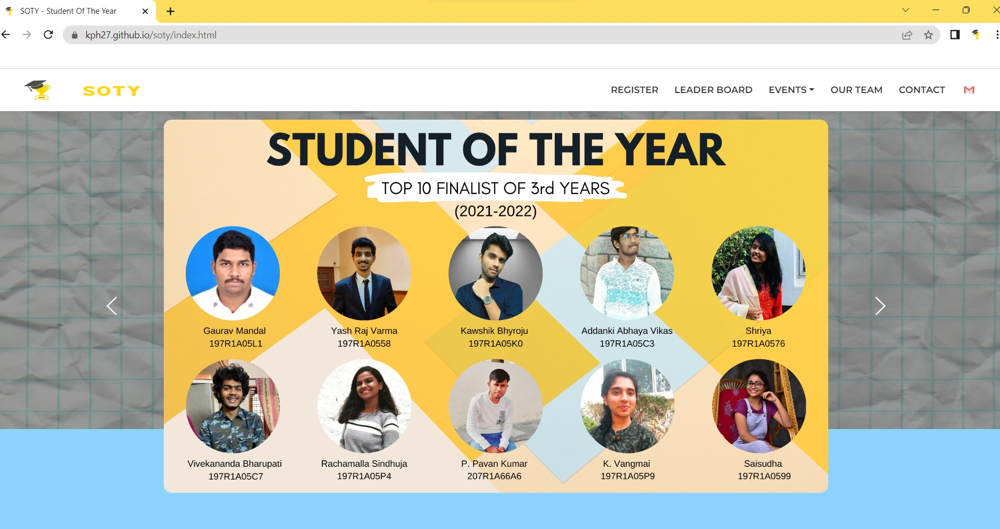 SOTY - Student Of The Year
kph27.github.io/soty/index.html
SOTY
REGISTER LEADER BOARD EVENTS OUR TEAM CONTACT
STUDENT OF THE YEAR
TOP 10 FINALIST OF 3rd YEARS
(2021-2022)
Gaurav Mandal Yash Raj Varma Kawshik Bhyroju Addanki Abhaya Vikas Shriya
197R1A05L1 197R1A0558 197R1A05K0 197R1A05C3 197R1A0576
Vivekananda Bharupati Rachamalla Sindhuja P. Pavan Kumar K. Vangmai Saisudha
197R1A05C7 197R1A05P4 207R1A66A6 197R1A05P9 197R1A0599